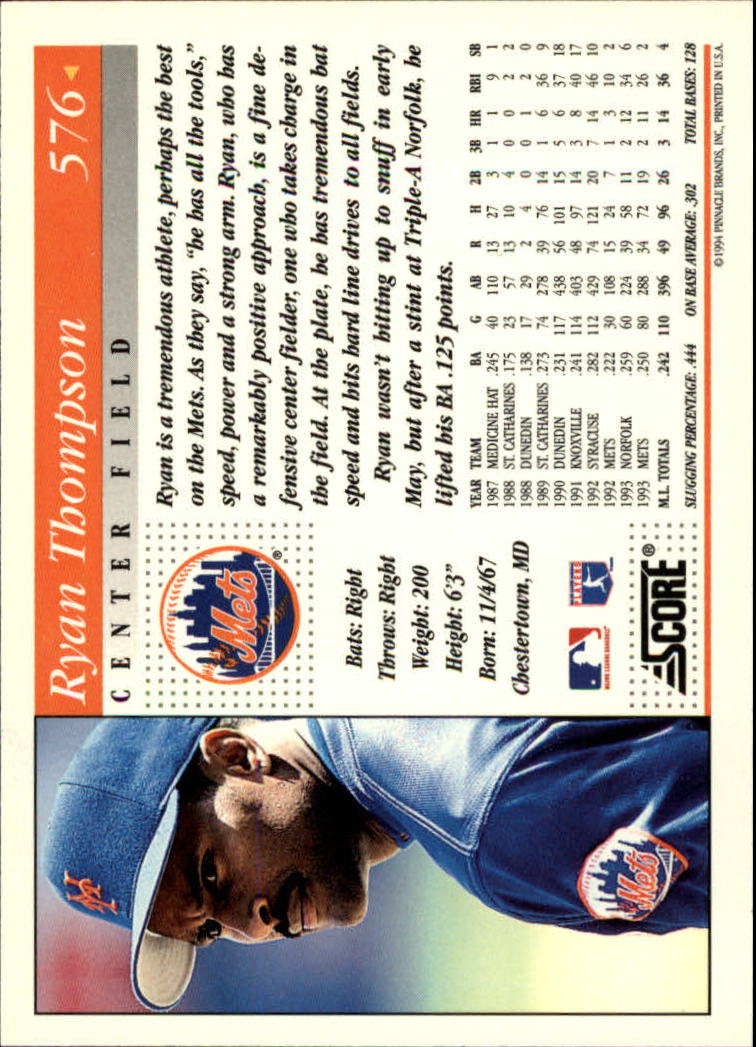 Ryan Thompson 576
CENTER FIELD
Mets
®
Bats: Right
Throws: Right
Weight: 200
Height: 6'3"
Born: 11/4/67
Chestertown, MD
PLAYERS
MAJOR LEAGUE BASEBALL
SCORE®
Ryan is a tremendous athlete, perhaps the best
on the Mets. As they say, "he has all the tools,"
speed, power and a strong arm. Ryan, who has
a remarkably positive approach, is a fine de-
fensive center fielder, one who takes charge in
the field. At the plate, he has tremendous bat
speed and hits hard line drives to all fields.
Ryan wasn't hitting up to snuff in early
May, but after a stint at Triple-A Norfolk, he
lifted his BA .125 points.
YEAR TEAM BA G AB R H 2B 3B HR RBI SB
1987 MEDICINE HAT .245 40 110 13 27 3 1 1 9 1
1988 ST. CATHARINES .175 23 57 13 10 4 0 0 2 2
1988 DUNEDIN .138 17 29 2 4 0 0 1 2 0
1989 ST. CATHARINES .273 74 278 39 76 14 1 6 36 9
1990 DUNEDIN .231 117 438 56 101 15 5 6 37 18
1991 KNOXVILLE .241 114 403 48 97 14 3 8 40 17
1992 SYRACUSE .282 112 429 74 121 20 7 14 46 10
1992 METS .222 30 108 15 24 7 1 3 10 2
1993 NORFOLK .259 60 224 39 58 11 2 12 34 6
1993 METS .250 80 288 34 72 19 2 11 26 2
M.L. TOTALS .242 110 396 49 96 26 3 14 36 4
SLUGGING PERCENTAGE: .444 ON BASE AVERAGE: .302 TOTAL BASES: 128
©1994 PINNACLE BRANDS, INC., PRINTED IN U.S.A.
NY
Mets